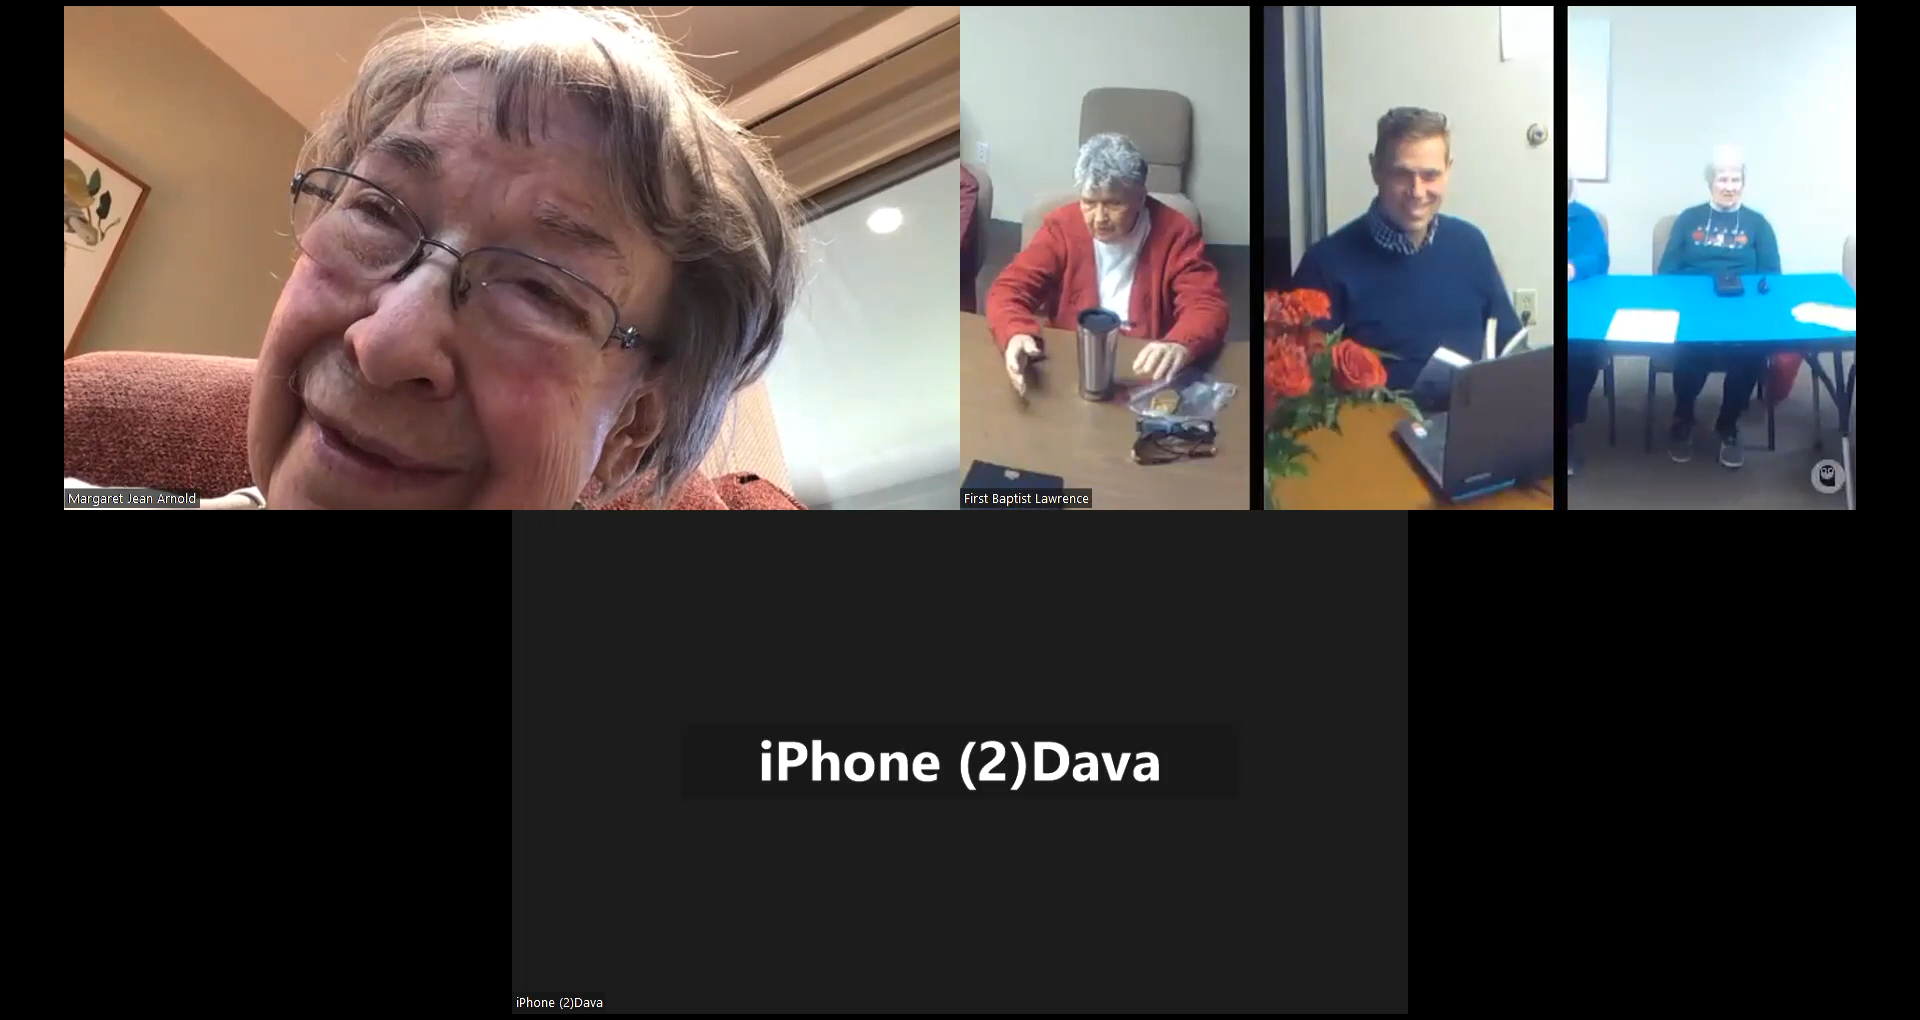 Margaret Jean Arnold
First Baptist Lawrence
iPhone (2)Dava
iPhone (2)Dava